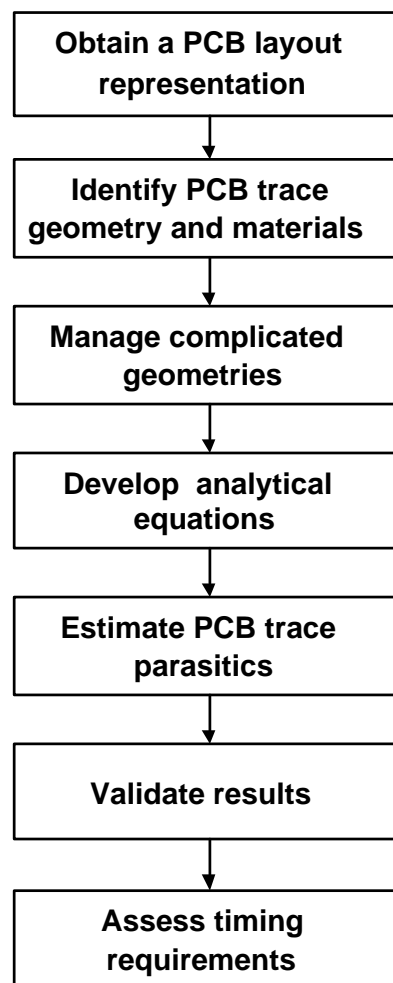 Obtain a PCB layout
representation
Identify PCB trace
geometry and materials
Manage complicated
geometries
Develop analytical
equations
Estimate PCB trace
parasitics
Validate results
Assess timing
requirements